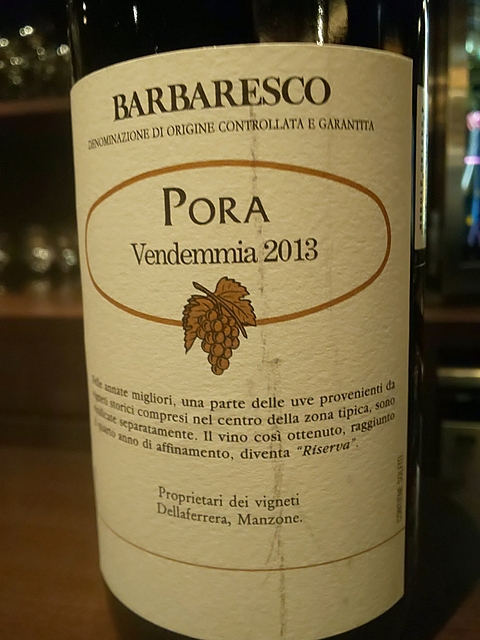 BARBARESCO
DENOMINAZIONE DI ORIGINE CONTROLLATA E GARANTITA
PORA
Vendemmia 2013
annate migliori, una parte delle uve provenienti da
storici compresi nel centro della zona tipica, sono
separatamente. Il vino così ottenuto, raggiunto
anno di affinamento, diventa "Riserva".
Proprietari dei vigneti
Dellaferrera, Manzone.
CONTIENE SOLFITI